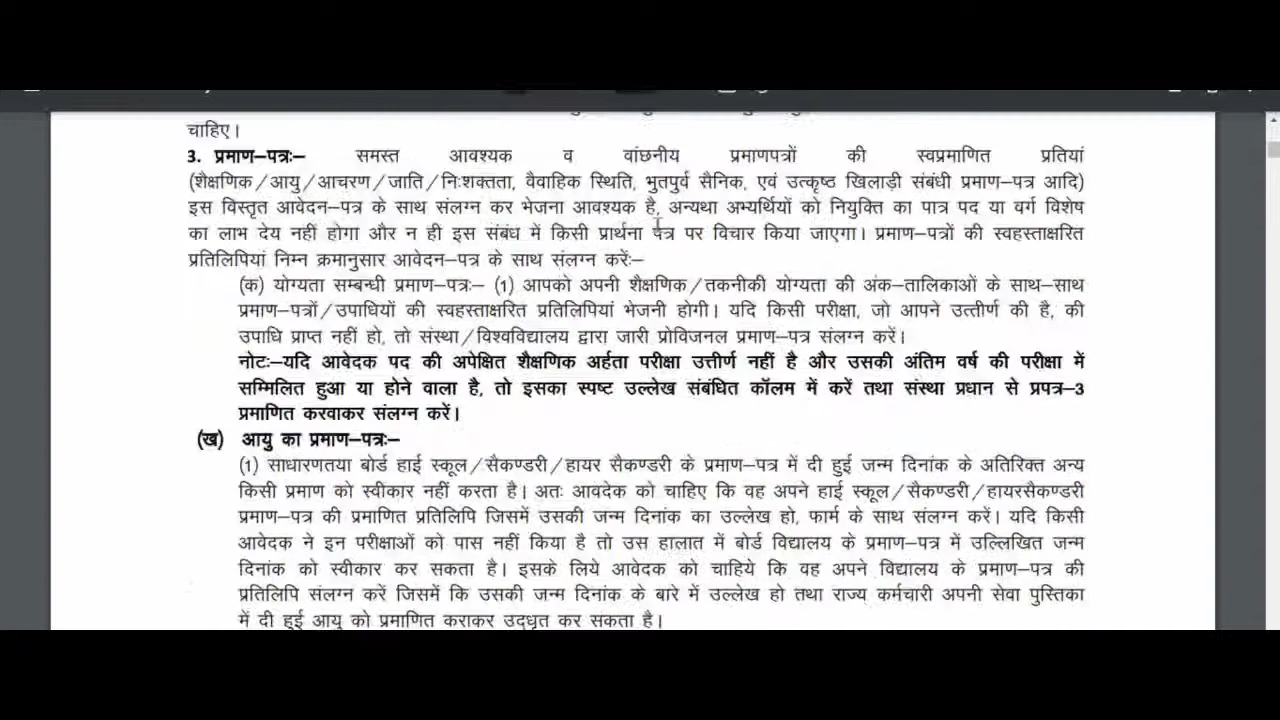 चाहिए।
3. प्रमाण–पत्रः– समस्त आवश्यक व वांछनीय प्रमाणपत्रों की स्वप्रमाणित प्रतियां
(शैक्षणिक/आयु/आचरण/जाति/निःशक्तता, वैवाहिक स्थिति, भुतपुर्व सैनिक, एवं उत्कृष्ठ खिलाड़ी संबंधी प्रमाण–पत्र आदि)
इस विस्तृत आवेदन–पत्र के साथ संलग्न कर भेजना आवश्यक है, अन्यथा अभ्यर्थियों को नियुक्ति का पात्र पद या वर्ग विशेष
का लाभ देय नहीं होगा और न ही इस संबंध में किसी प्रार्थना पत्र पर विचार किया जाएगा। प्रमाण–पत्रों की स्वहस्ताक्षरित
प्रतिलिपियां निम्न क्रमानुसार आवेदन–पत्र के साथ संलग्न करेंः–
(क) योग्यता सम्बन्धी प्रमाण–पत्रः– (1) आपको अपनी शैक्षणिक/तकनीकी योग्यता की अंक–तालिकाओं के साथ–साथ
प्रमाण–पत्रों/उपाधियों की स्वहस्ताक्षरित प्रतिलिपियां भेजनी होगी। यदि किसी परीक्षा, जो आपने उत्तीर्ण की है, की
उपाधि प्राप्त नहीं हो, तो संस्था/विश्वविद्यालय द्वारा जारी प्रोविजनल प्रमाण–पत्र संलग्न करें।
नोटः–यदि आवेदक पद की अपेक्षित शैक्षणिक अर्हता परीक्षा उत्तीर्ण नहीं है और उसकी अंतिम वर्ष की परीक्षा में
सम्मिलित हुआ या होने वाला है, तो इसका स्पष्ट उल्लेख संबंधित कॉलम में करें तथा संस्था प्रधान से प्रपत्र–3
प्रमाणित करवाकर संलग्न करें।
(ख) आयु का प्रमाण–पत्रः–
(1) साधारणतया बोर्ड हाई स्कूल/सैकण्डरी/हायर सैकण्डरी के प्रमाण–पत्र में दी हुई जन्म दिनांक के अतिरिक्त अन्य
किसी प्रमाण को स्वीकार नहीं करता है। अतः आवदेक को चाहिए कि वह अपने हाई स्कूल/सैकण्डरी/हायरसैकण्डरी
प्रमाण–पत्र की प्रमाणित प्रतिलिपि जिसमें उसकी जन्म दिनांक का उल्लेख हो, फार्म के साथ संलग्न करें। यदि किसी
आवेदक ने इन परीक्षाओं को पास नहीं किया है तो उस हालात में बोर्ड विद्यालय के प्रमाण–पत्र में उल्लिखित जन्म
दिनांक को स्वीकार कर सकता है। इसके लिये आवेदक को चाहिये कि वह अपने विद्यालय के प्रमाण–पत्र की
प्रतिलिपि संलग्न करें जिसमें कि उसकी जन्म दिनांक के बारे में उल्लेख हो तथा राज्य कर्मचारी अपनी सेवा पुस्तिका
में दी हुई आयु को प्रमाणित कराकर उद्धृत कर सकता है।